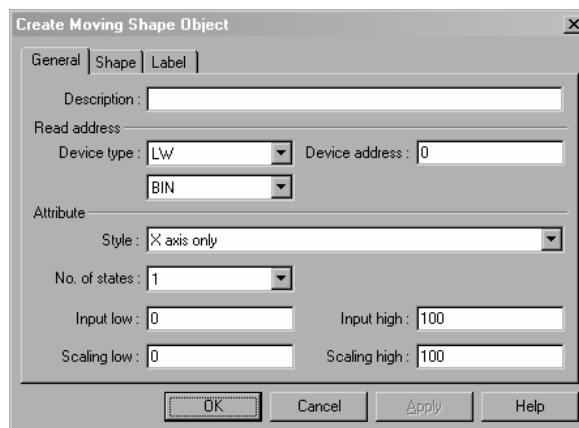 Create Moving Shape Object
General Shape Label
Description :
Read address
Device type : LW Device address : 0
BIN
Attribute
Style : X axis only
No. of states : 1
Input low : 0 Input high : 100
Scaling low : 0 Scaling high : 100
OK Cancel Apply Help